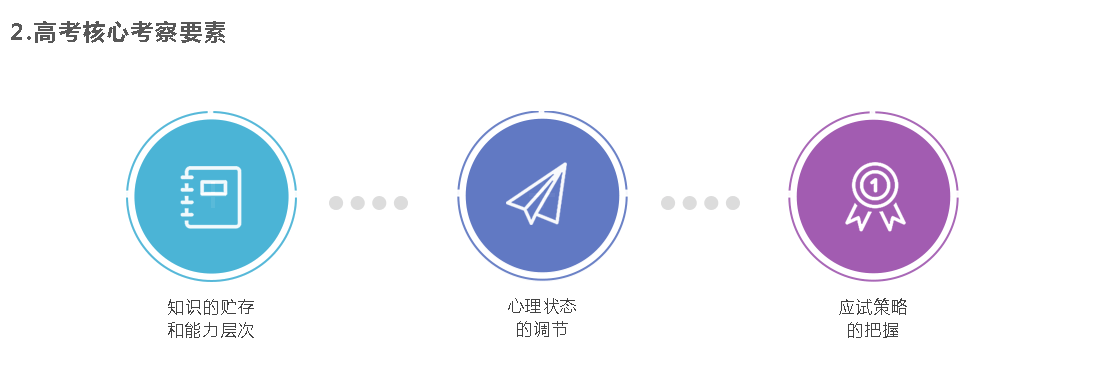 2.高考核心考察要素
1
知识的贮存
和能力层次
心理状态
的调节
应试策略
的把握